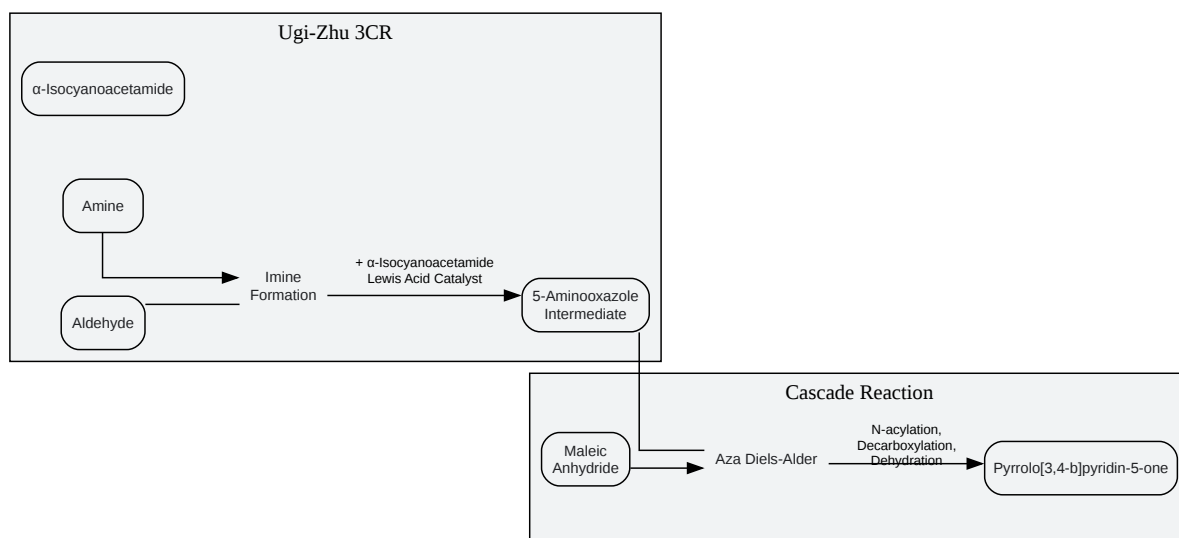 Ugi-Zhu 3CR
α-Isocyanoacetamide
Amine
Aldehyde
Imine
Formation
+ α-Isocyanoacetamide
Lewis Acid Catalyst
5-Aminooxazole
Intermediate
Cascade Reaction
Maleic
Anhydride
Aza Diels-Alder
N-acylation,
Decarboxylation,
Dehydration
Pyrrolo[3,4-b]pyridin-5-one